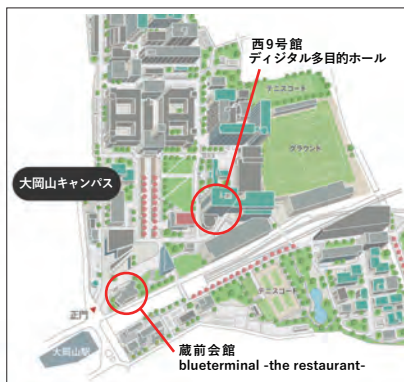 西9号館
ディジタル多目的ホール
テニスコート
グラウンド
大岡山キャンパス
テニスコート
正門
大岡山駅
蔵前会館
blueterminal -the restaurant-